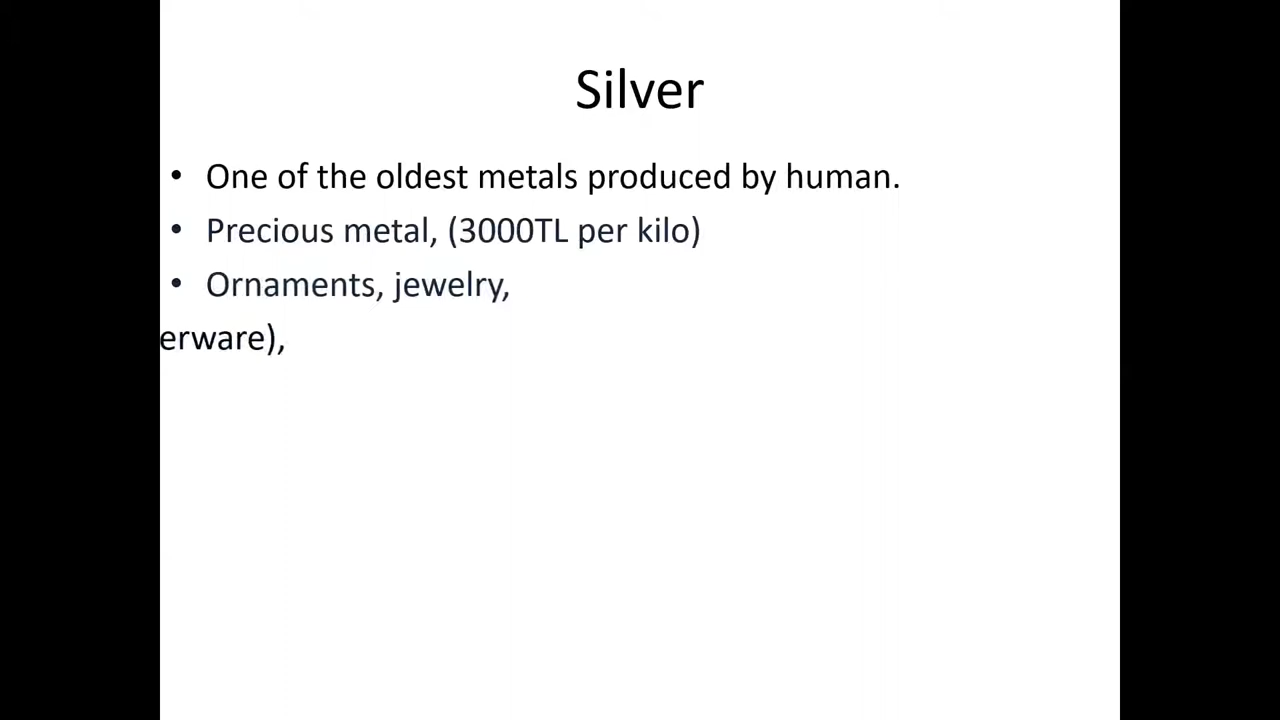 Silver
• One of the oldest metals produced by human.
• Precious metal, (3000TL per kilo)
• Ornaments, jewelry,
erware),